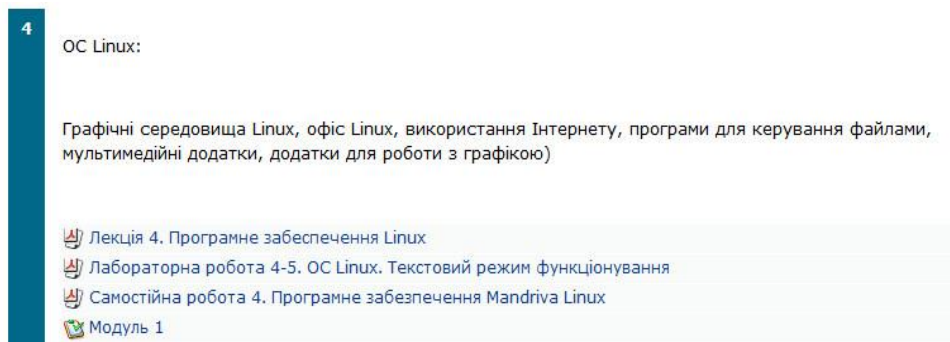 4
ОС Linux:
Графічні середовища Linux, офіс Linux, використання Інтернету, програми для керування файлами,
мультимедійні додатки, додатки для роботи з графікою)
Лекція 4. Програмне забеспечення Linux
Лабораторна робота 4-5. ОС Linux. Текстовий режим функціонування
Самостійна робота 4. Програмне забезпечення Mandriva Linux
Модуль 1